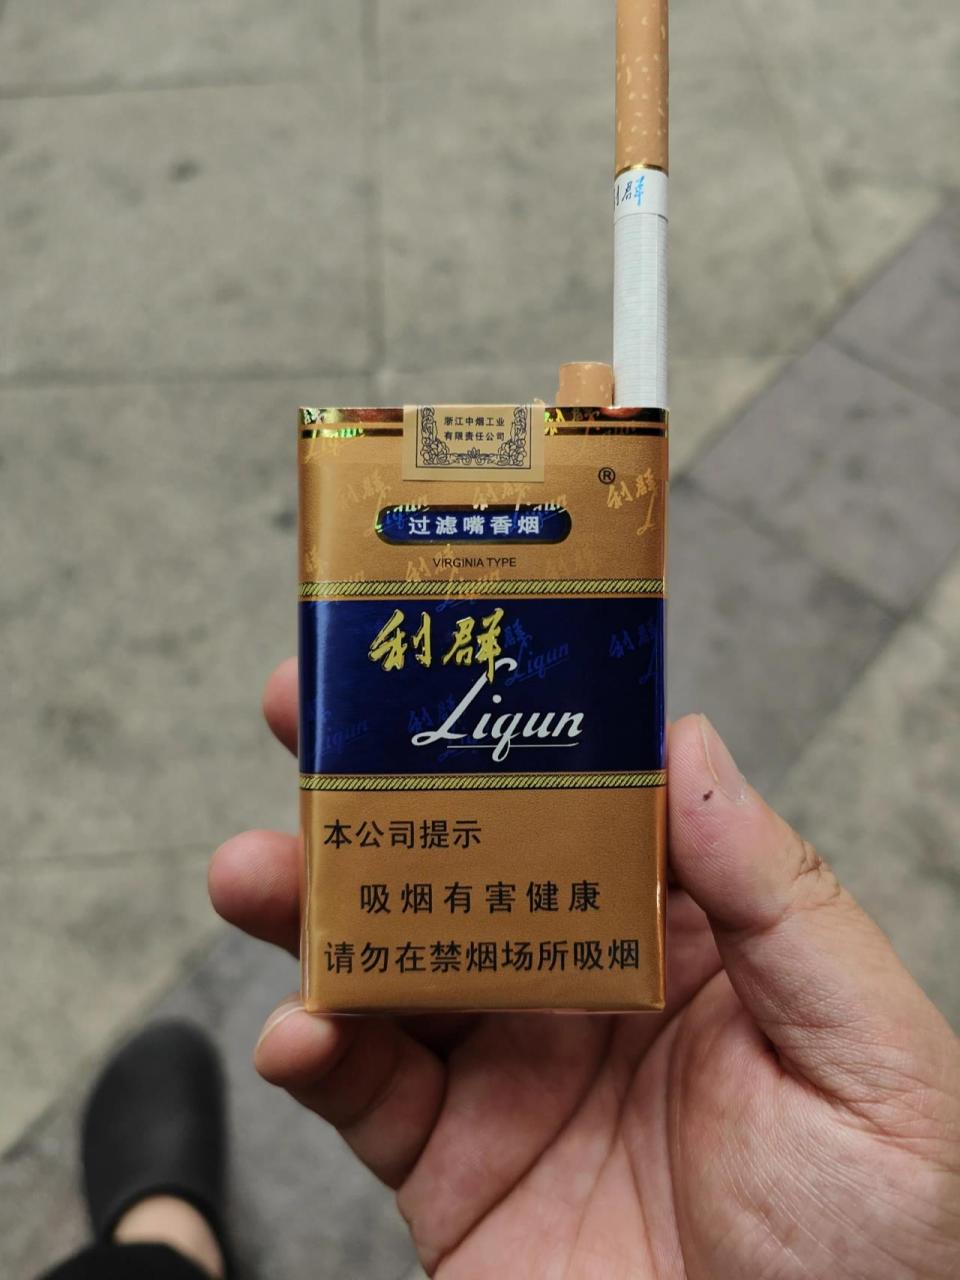 利群
浙江中烟工业
有限责任公司
®
过滤嘴香烟
VIRGINIA TYPE
利群
Liqun
本公司提示
吸烟有害健康
请勿在禁烟场所吸烟